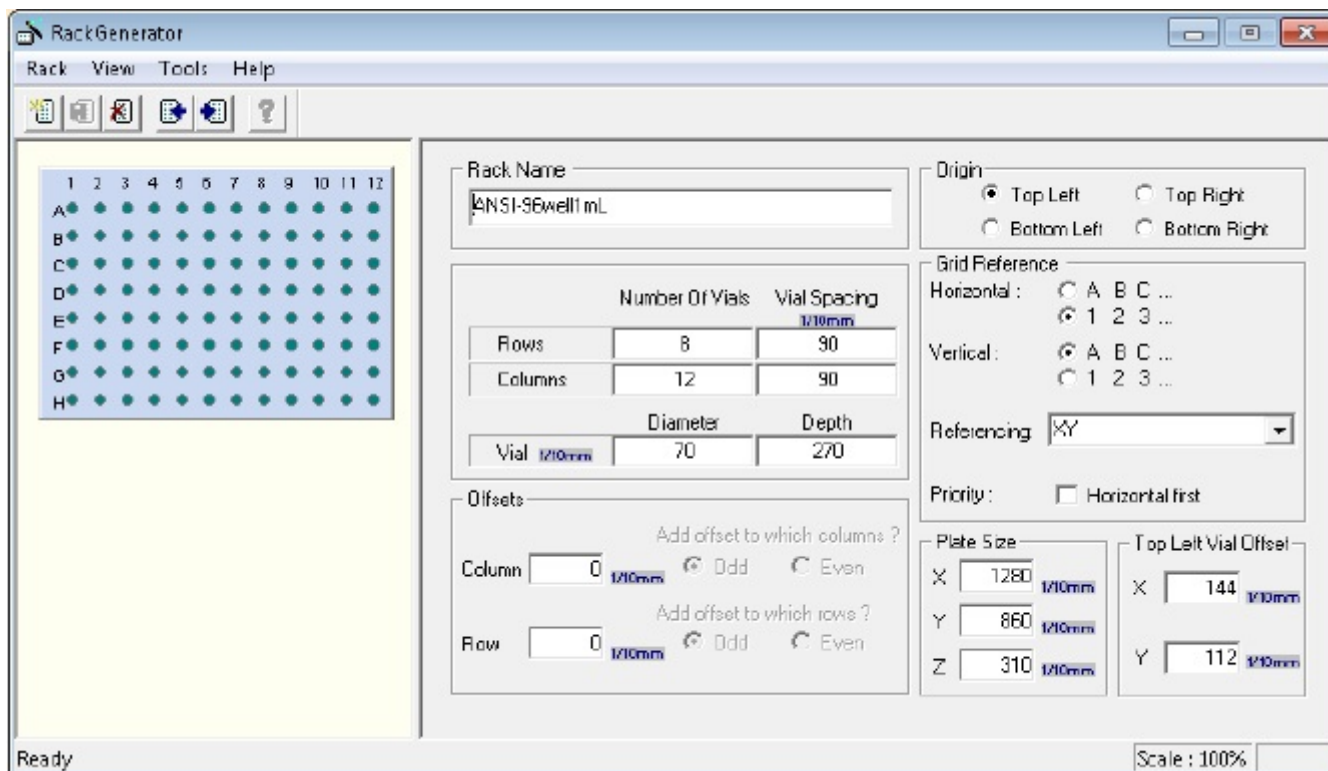 RackGenerator
Rack View Tools Help
1 2 3 4 5 6 7 8 9 10 11 12
A
B
C
D
E
F
G
H
Rack Name
ANSI-96well1mL
Number Of Vials Vial Spacing
1/10mm
Rows 8 90
Columns 12 90
Diameter Depth
Vial 1/10mm 70 270
Offsets
Add offset to which columns ?
Column 0 1/10mm Odd Even
Add offset to which rows ?
Row 0 1/10mm Odd Even
Origin
Top Left Top Right
Bottom Left Bottom Right
Grid Reference
Horizontal : A B C ...
1 2 3 ...
Vertical : A B C ...
1 2 3 ...
Referencing: XY
Priority : Horizontal first
Plate Size
X 1280 1/10mm
Y 860 1/10mm
Z 310 1/10mm
Top Left Vial Offset
X 144 1/10mm
Y 112 1/10mm
Ready
Scale : 100%